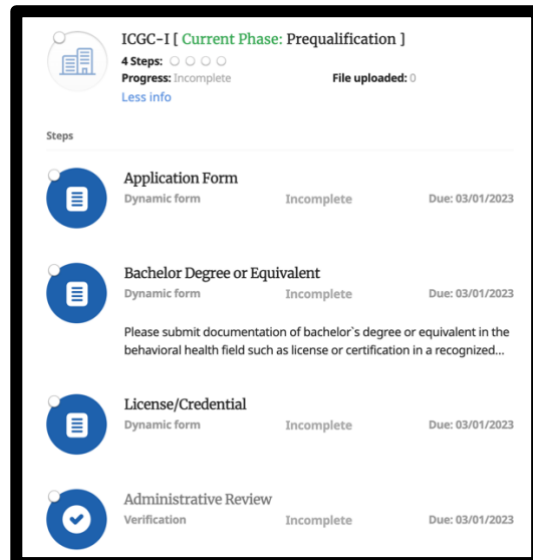 ICGC-I [ Current Phase: Prequalification ]
4 Steps:
Progress: Incomplete File uploaded: 0
Less info
Steps
Application Form
Dynamic form Incomplete Due: 03/01/2023
Bachelor Degree or Equivalent
Dynamic form Incomplete Due: 03/01/2023
Please submit documentation of bachelor`s degree or equivalent in the
behavioral health field such as license or certification in a recognized...
License/Credential
Dynamic form Incomplete Due: 03/01/2023
Administrative Review
Verification Incomplete Due: 03/01/2023